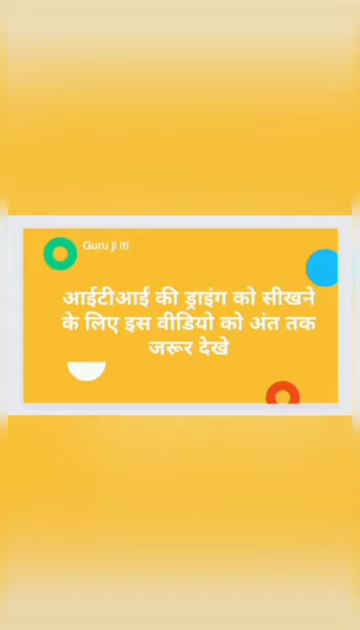 Guru ji iti
आईटीआई की ड्राइंग को सीखने
के लिए इस वीडियो को अंत तक
जरूर देखे